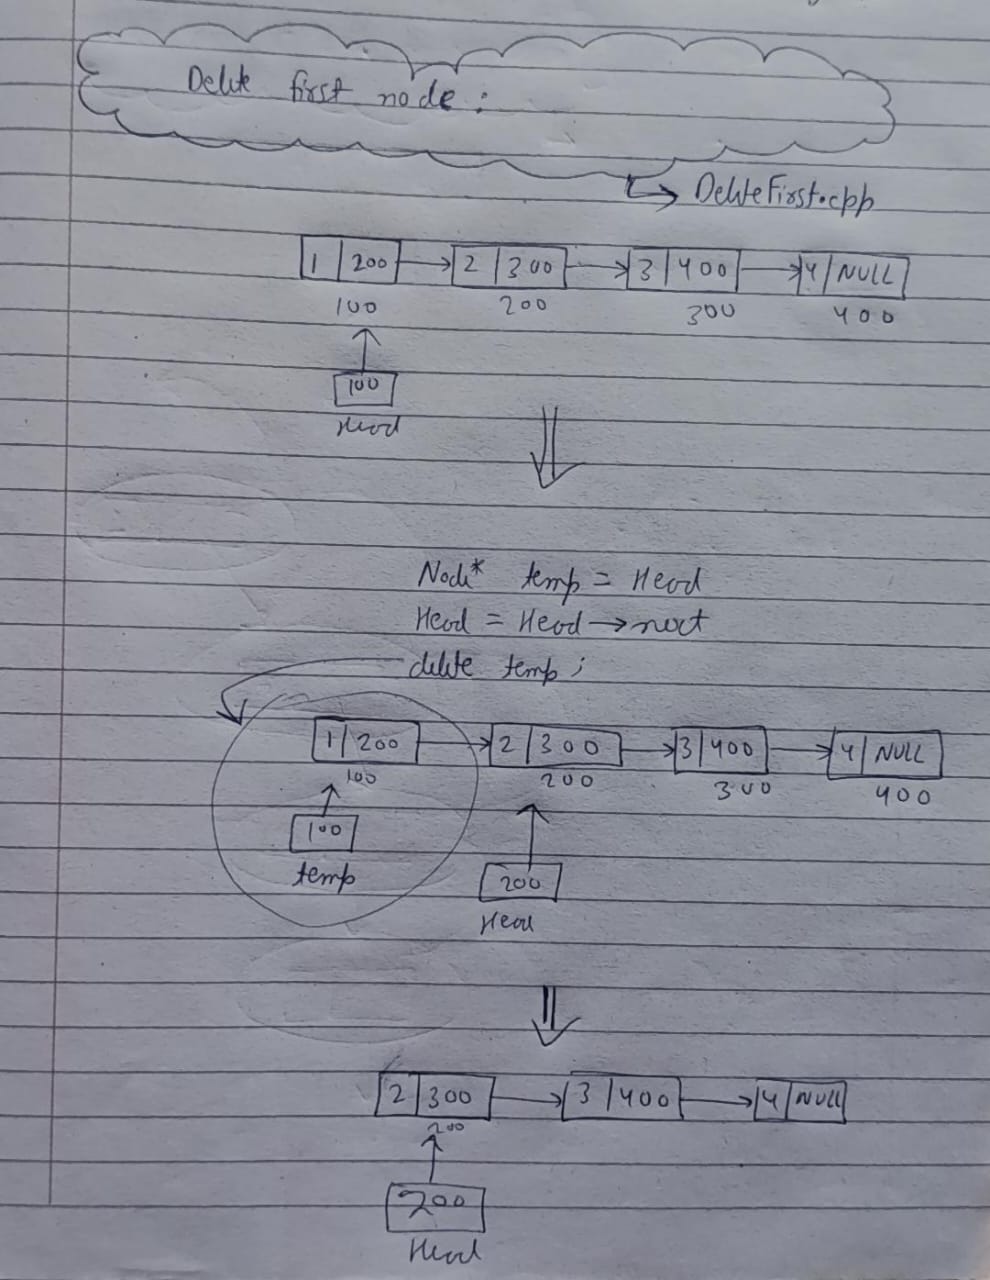 Delete first node :
DeleteFirst.cpp
1 | 200 → 2 | 300 → 3 | 400 → 4 | NULL
100 200 300 400
100
Head
Node* temp = Head
Head = Head → next
delete temp ;
1 | 200 → 2 | 300 → 3 | 400 → 4 | NULL
100 200 300 400
100
temp
200
Head
2 | 300 → 3 | 400 → 4 | NULL
200
200
Head